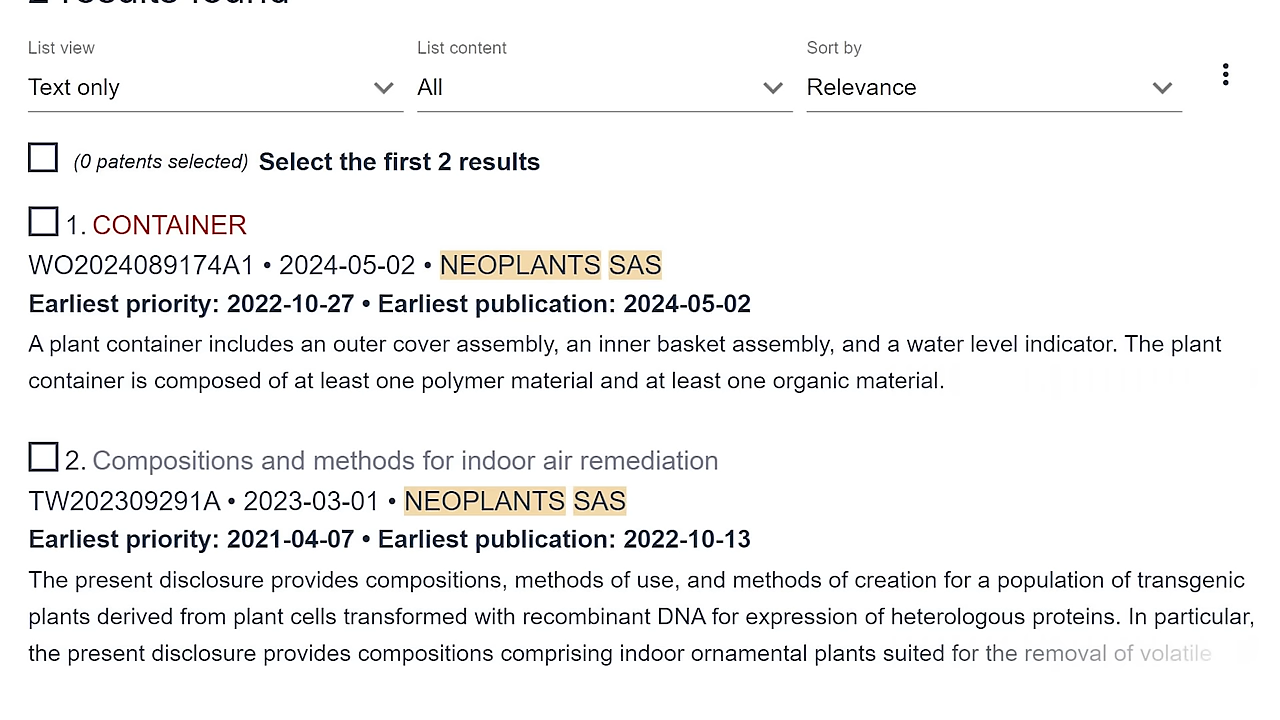 2 results found
List view
List content
Sort by
Text only
All
Relevance
(0 patents selected) Select the first 2 results
1. CONTAINER
WO2024089174A1 • 2024-05-02 • NEOPLANTS SAS
Earliest priority: 2022-10-27 • Earliest publication: 2024-05-02
A plant container includes an outer cover assembly, an inner basket assembly, and a water level indicator. The plant
container is composed of at least one polymer material and at least one organic material.
2. Compositions and methods for indoor air remediation
TW202309291A • 2023-03-01 • NEOPLANTS SAS
Earliest priority: 2021-04-07 • Earliest publication: 2022-10-13
The present disclosure provides compositions, methods of use, and methods of creation for a population of transgenic
plants derived from plant cells transformed with recombinant DNA for expression of heterologous proteins. In particular,
the present disclosure provides compositions comprising indoor ornamental plants suited for the removal of volatile